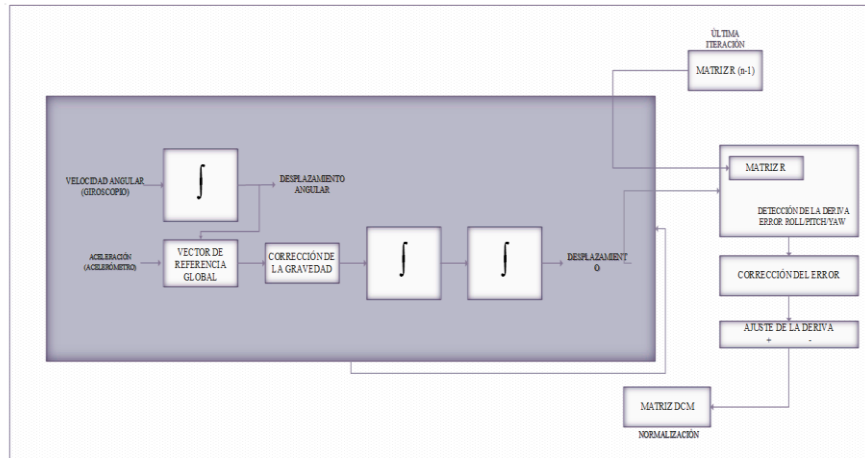 ÚLTIMA
ITERACIÓN
MATRIZ R (n-1)
VELOCIDAD ANGULAR
(GIROSCOPIO)
∫
DESPLAZAMIENTO
ANGULAR
MATRIZ R
DETECCIÓN DE LA DERIVA
ERROR ROLL/PITCH/YAW
ACELERACIÓN
(ACELERÓMETRO)
VECTOR DE
REFERENCIA
GLOBAL
CORRECCIÓN DE
LA GRAVEDAD
∫
∫
DESPLAZAMIENT
O
CORRECCIÓN DEL ERROR
AJUSTE DE LA DERIVA
+ -
MATRIZ DCM
NORMALIZACIÓN